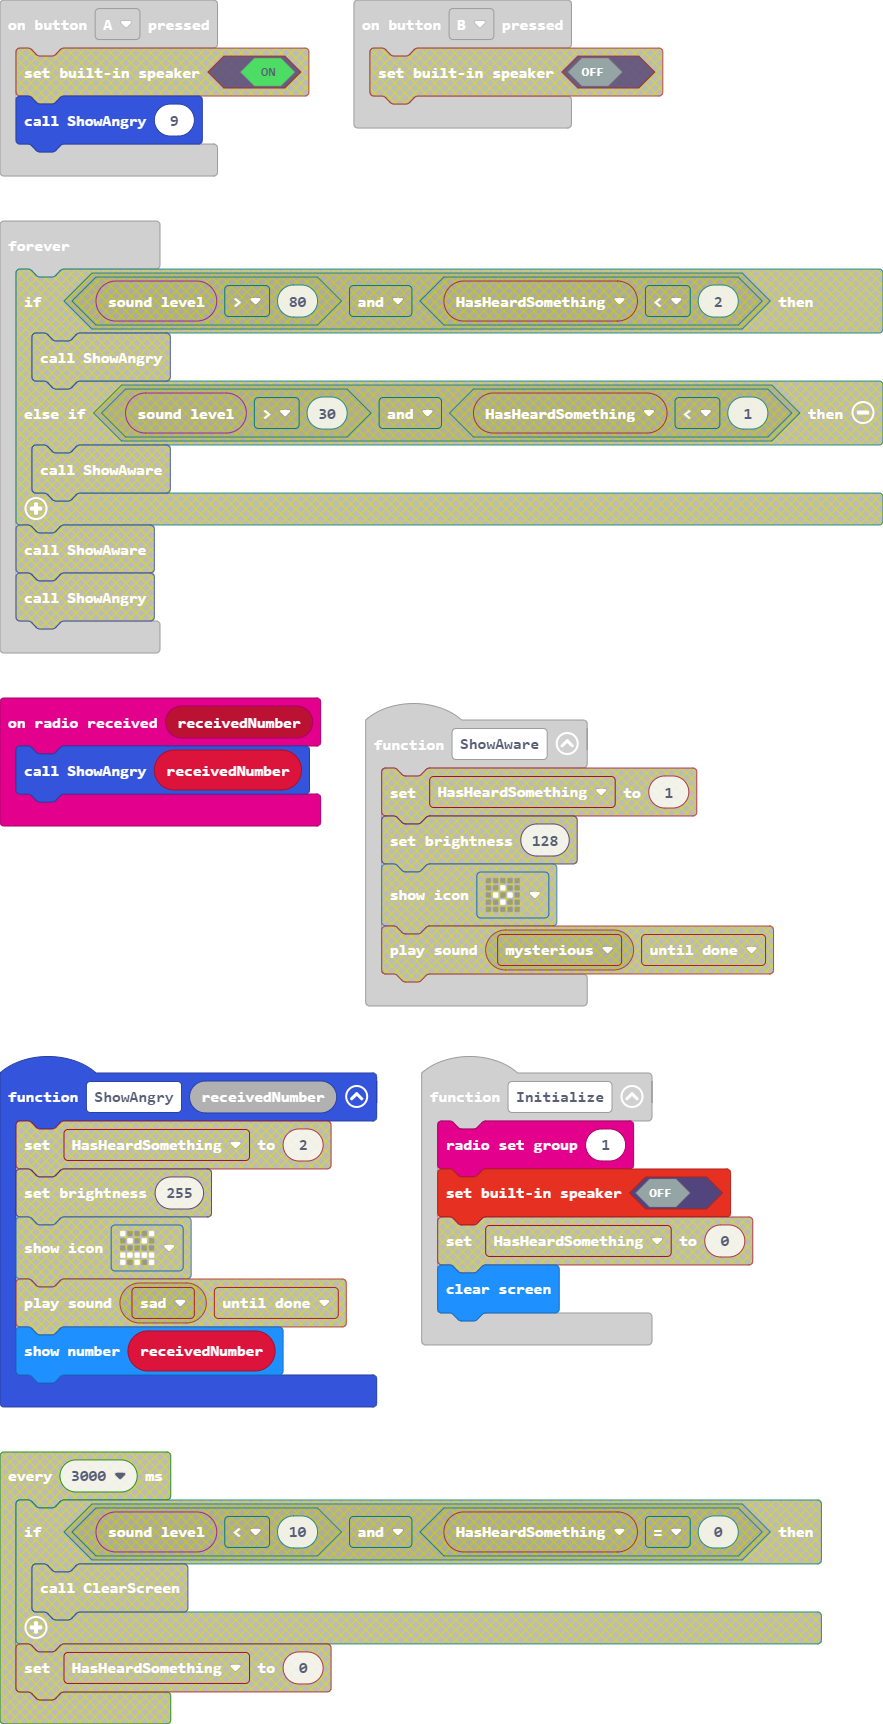 on button A pressed
set built-in speaker ON
call ShowAngry 9
on button B pressed
set built-in speaker OFF
forever
if sound level > 80 and HasHeardSomething < 2 then
call ShowAngry
else if sound level > 30 and HasHeardSomething < 1 then
call ShowAware
call ShowAware
call ShowAngry
on radio received receivedNumber
call ShowAngry receivedNumber
function ShowAware
set HasHeardSomething to 1
set brightness 128
show icon
play sound mysterious until done
function ShowAngry receivedNumber
set HasHeardSomething to 2
set brightness 255
show icon
play sound sad until done
show number receivedNumber
function Initialize
radio set group 1
set built-in speaker OFF
set HasHeardSomething to 0
clear screen
every 3000 ms
if sound level < 10 and HasHeardSomething = 0 then
call ClearScreen
set HasHeardSomething to 0